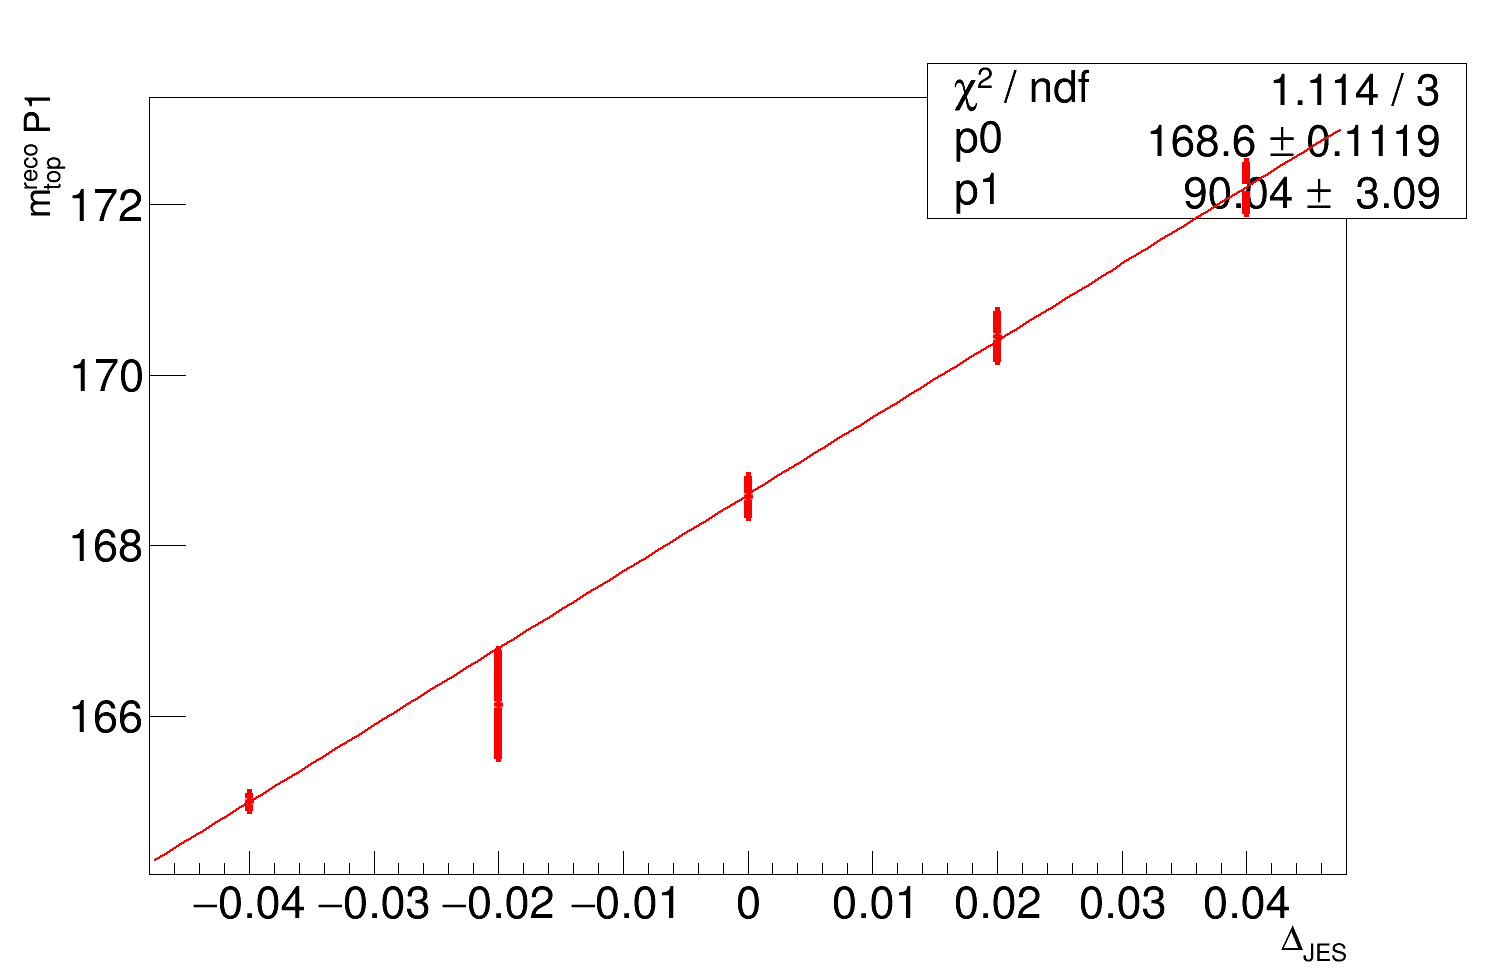 χ² / ndf 1.114 / 3
p0 168.6 ± 0.1119
p1 90.04 ± 3.09
m_top^reco P1
172
170
168
166
−0.04 −0.03 −0.02 −0.01 0 0.01 0.02 0.03 0.04
Δ_JES